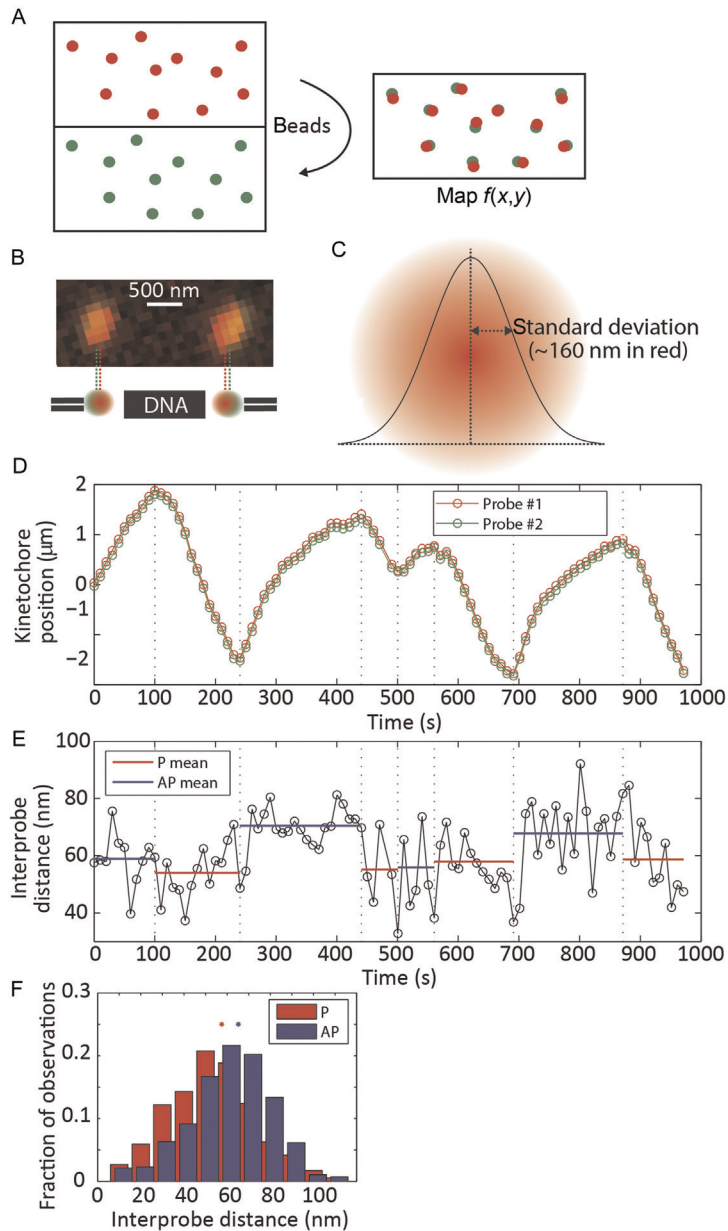 A
Beads
Map f(x,y)
B
500 nm
DNA
C
Standard deviation
(~160 nm in red)
D
Kinetochore
position (μm)
2
1
0
−1
−2
Probe #1
Probe #2
0 100 200 300 400 500 600 700 800 900 1000
Time (s)
E
Interprobe
distance (nm)
100
80
60
40
P mean
AP mean
0 100 200 300 400 500 600 700 800 900 1000
Time (s)
F
Fraction of observations
0.3
0.2
0.1
0
P
AP
0 20 40 60 80 100
Interprobe distance (nm)